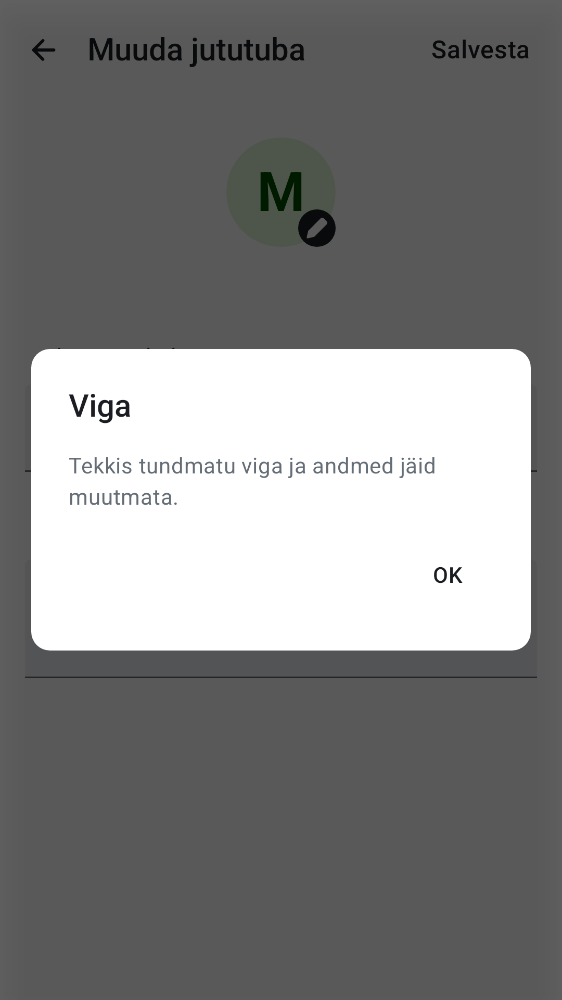 Muuda jututuba
Salvesta
M
Viga
Tekkis tundmatu viga ja andmed jäid
muutmata.
OK